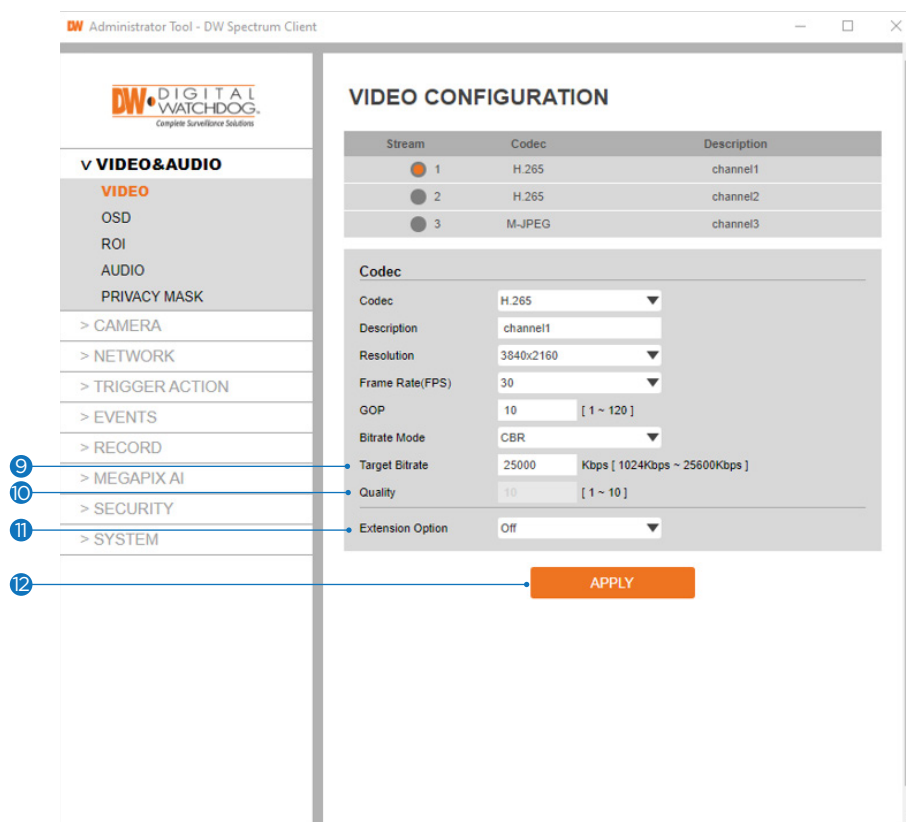 DW Administrator Tool - DW Spectrum Client
DW DIGITAL
WATCHDOG.
Complete Surveillance Solutions
v VIDEO&AUDIO
VIDEO
OSD
ROI
AUDIO
PRIVACY MASK
> CAMERA
> NETWORK
> TRIGGER ACTION
> EVENTS
> RECORD
> MEGAPIX AI
> SECURITY
> SYSTEM
VIDEO CONFIGURATION
Stream Codec Description
1 H.265 channel1
2 H.265 channel2
3 M-JPEG channel3
Codec
Codec H.265
Description channel1
Resolution 3840x2160
Frame Rate(FPS) 30
GOP 10 [ 1 ~ 120 ]
Bitrate Mode CBR
9 Target Bitrate 25000 Kbps [ 1024Kbps ~ 25600Kbps ]
10 Quality 10 [ 1 ~ 10 ]
11 Extension Option Off
12 APPLY